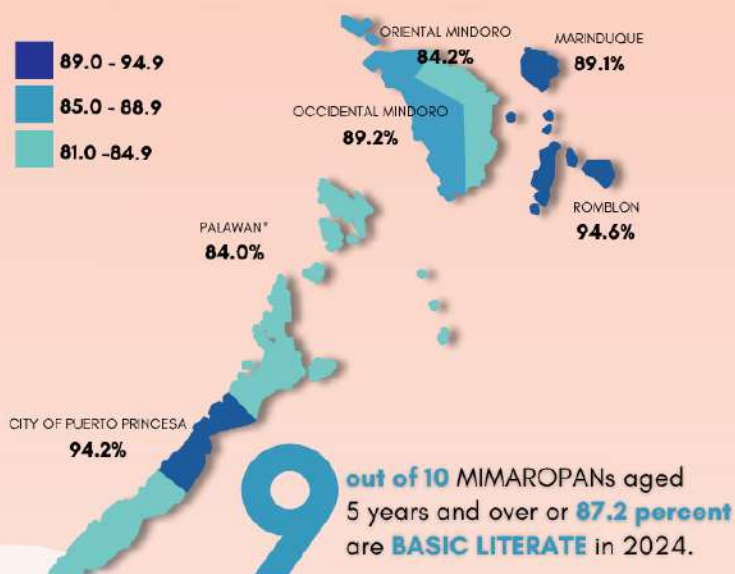 89.0 - 94.9
85.0 - 88.9
81.0 -84.9
ORIENTAL MINDORO
84.2%
MARINDUQUE
89.1%
OCCIDENTAL MINDORO
89.2%
ROMBLON
94.6%
PALAWAN*
84.0%
CITY OF PUERTO PRINCESA
94.2%
9
out of 10 MIMAROPANs aged
5 years and over or 87.2 percent
are BASIC LITERATE in 2024.